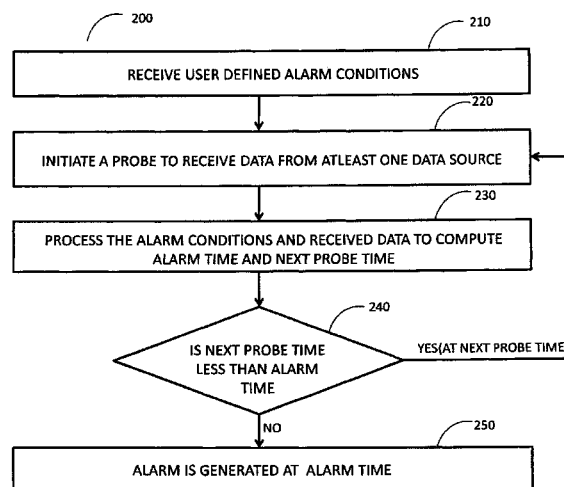 200
210
RECEIVE USER DEFINED ALARM CONDITIONS
220
INITIATE A PROBE TO RECEIVE DATA FROM ATLEAST ONE DATA SOURCE
230
PROCESS THE ALARM CONDITIONS AND RECEIVED DATA TO COMPUTE
ALARM TIME AND NEXT PROBE TIME
240
IS NEXT PROBE TIME
LESS THAN ALARM
TIME
YES(AT NEXT PROBE TIME
NO
250
ALARM IS GENERATED AT ALARM TIME